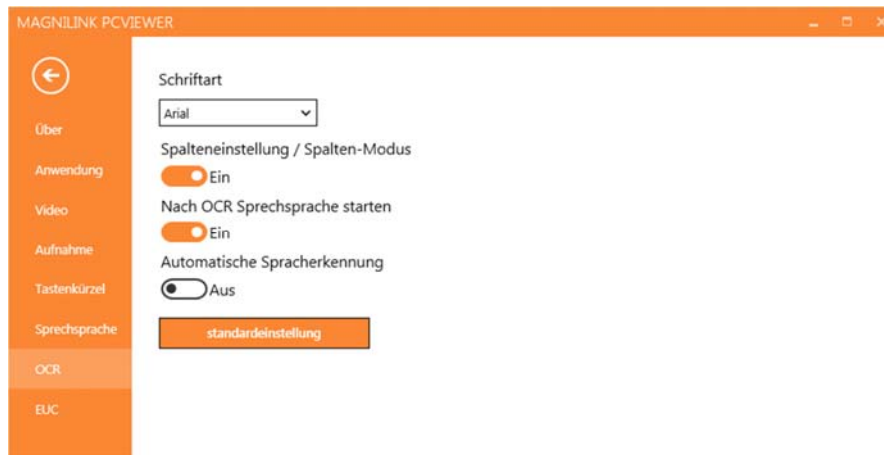 MAGNILINK PCVIEWER
Über
Anwendung
Video
Aufnahme
Tastenkürzel
Sprechsprache
OCR
EUC
Schriftart
Arial
Spalteneinstellung / Spalten-Modus
Ein
Nach OCR Sprechsprache starten
Ein
Automatische Spracherkennung
Aus
standardeinstellung